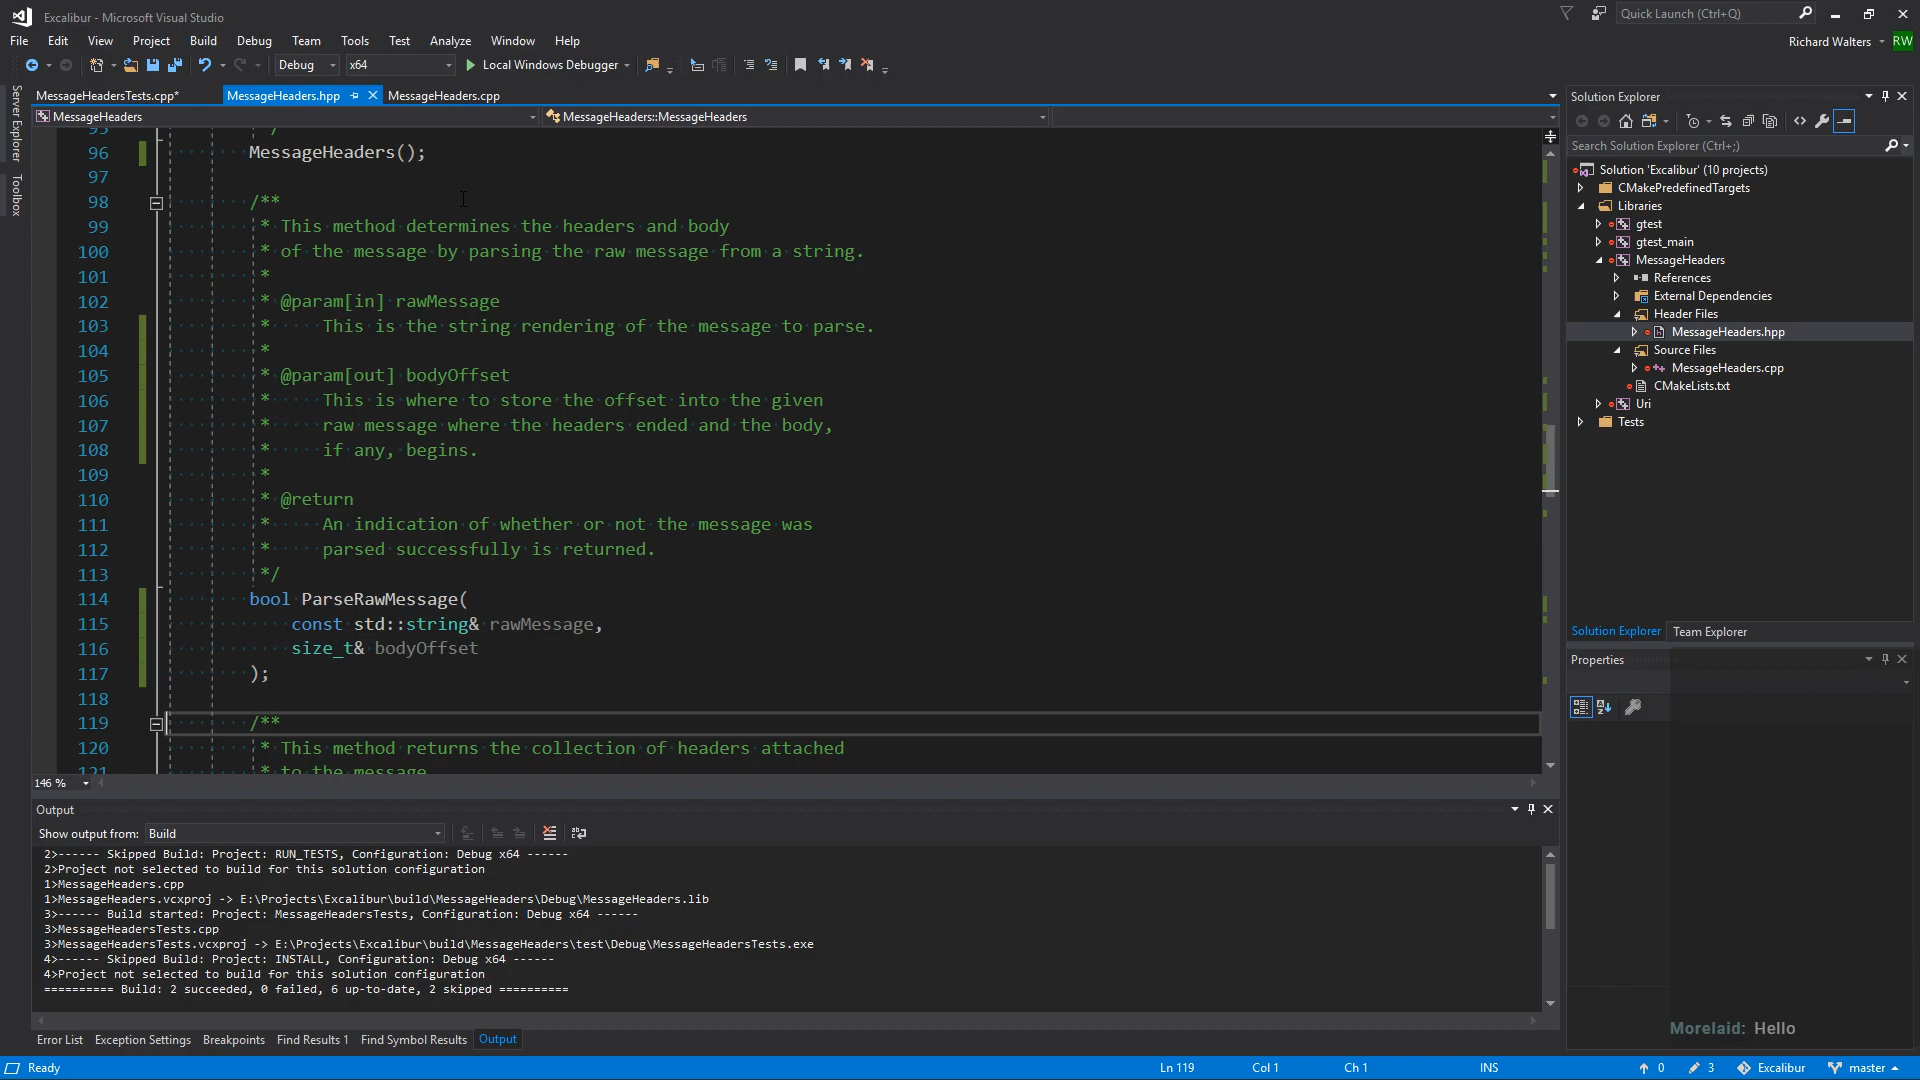 Excalibur - Microsoft Visual Studio
Quick Launch (Ctrl+Q)
File Edit View Project Build Debug Team Tools Test Analyze Window Help
Richard Walters RW
Debug x64 Local Windows Debugger
Server Explorer
Toolbox
MessageHeadersTests.cpp* MessageHeaders.hpp MessageHeaders.cpp
MessageHeaders MessageHeaders::MessageHeaders
95 */
96 MessageHeaders();
97
98 /**
99 * This method determines the headers and body
100 * of the message by parsing the raw message from a string.
101 *
102 * @param[in] rawMessage
103 * This is the string rendering of the message to parse.
104 *
105 * @param[out] bodyOffset
106 * This is where to store the offset into the given
107 * raw message where the headers ended and the body,
108 * if any, begins.
109 *
110 * @return
111 * An indication of whether or not the message was
112 * parsed successfully is returned.
113 */
114 bool ParseRawMessage(
115 const std::string& rawMessage,
116 size_t& bodyOffset
117 );
118
119 /**
120 * This method returns the collection of headers attached
121 * to the message
146 %
Output
Show output from: Build
2>------ Skipped Build: Project: RUN_TESTS, Configuration: Debug x64 ------
2>Project not selected to build for this solution configuration
1>MessageHeaders.cpp
1>MessageHeaders.vcxproj -> E:\Projects\Excalibur\build\MessageHeaders\Debug\MessageHeaders.lib
3>------ Build started: Project: MessageHeadersTests, Configuration: Debug x64 ------
3>MessageHeadersTests.cpp
3>MessageHeadersTests.vcxproj -> E:\Projects\Excalibur\build\MessageHeaders\test\Debug\MessageHeadersTests.exe
4>------ Skipped Build: Project: INSTALL, Configuration: Debug x64 ------
4>Project not selected to build for this solution configuration
========== Build: 2 succeeded, 0 failed, 6 up-to-date, 2 skipped ==========
Error List Exception Settings Breakpoints Find Results 1 Find Symbol Results Output
Solution Explorer
Search Solution Explorer (Ctrl+;)
Solution 'Excalibur' (10 projects)
CMakePredefinedTargets
Libraries
gtest
gtest_main
MessageHeaders
References
External Dependencies
Header Files
MessageHeaders.hpp
Source Files
MessageHeaders.cpp
CMakeLists.txt
Uri
Tests
Solution Explorer Team Explorer
Properties
Morelaid: Hello
Ready Ln 119 Col 1 Ch 1 INS 0 3 Excalibur master